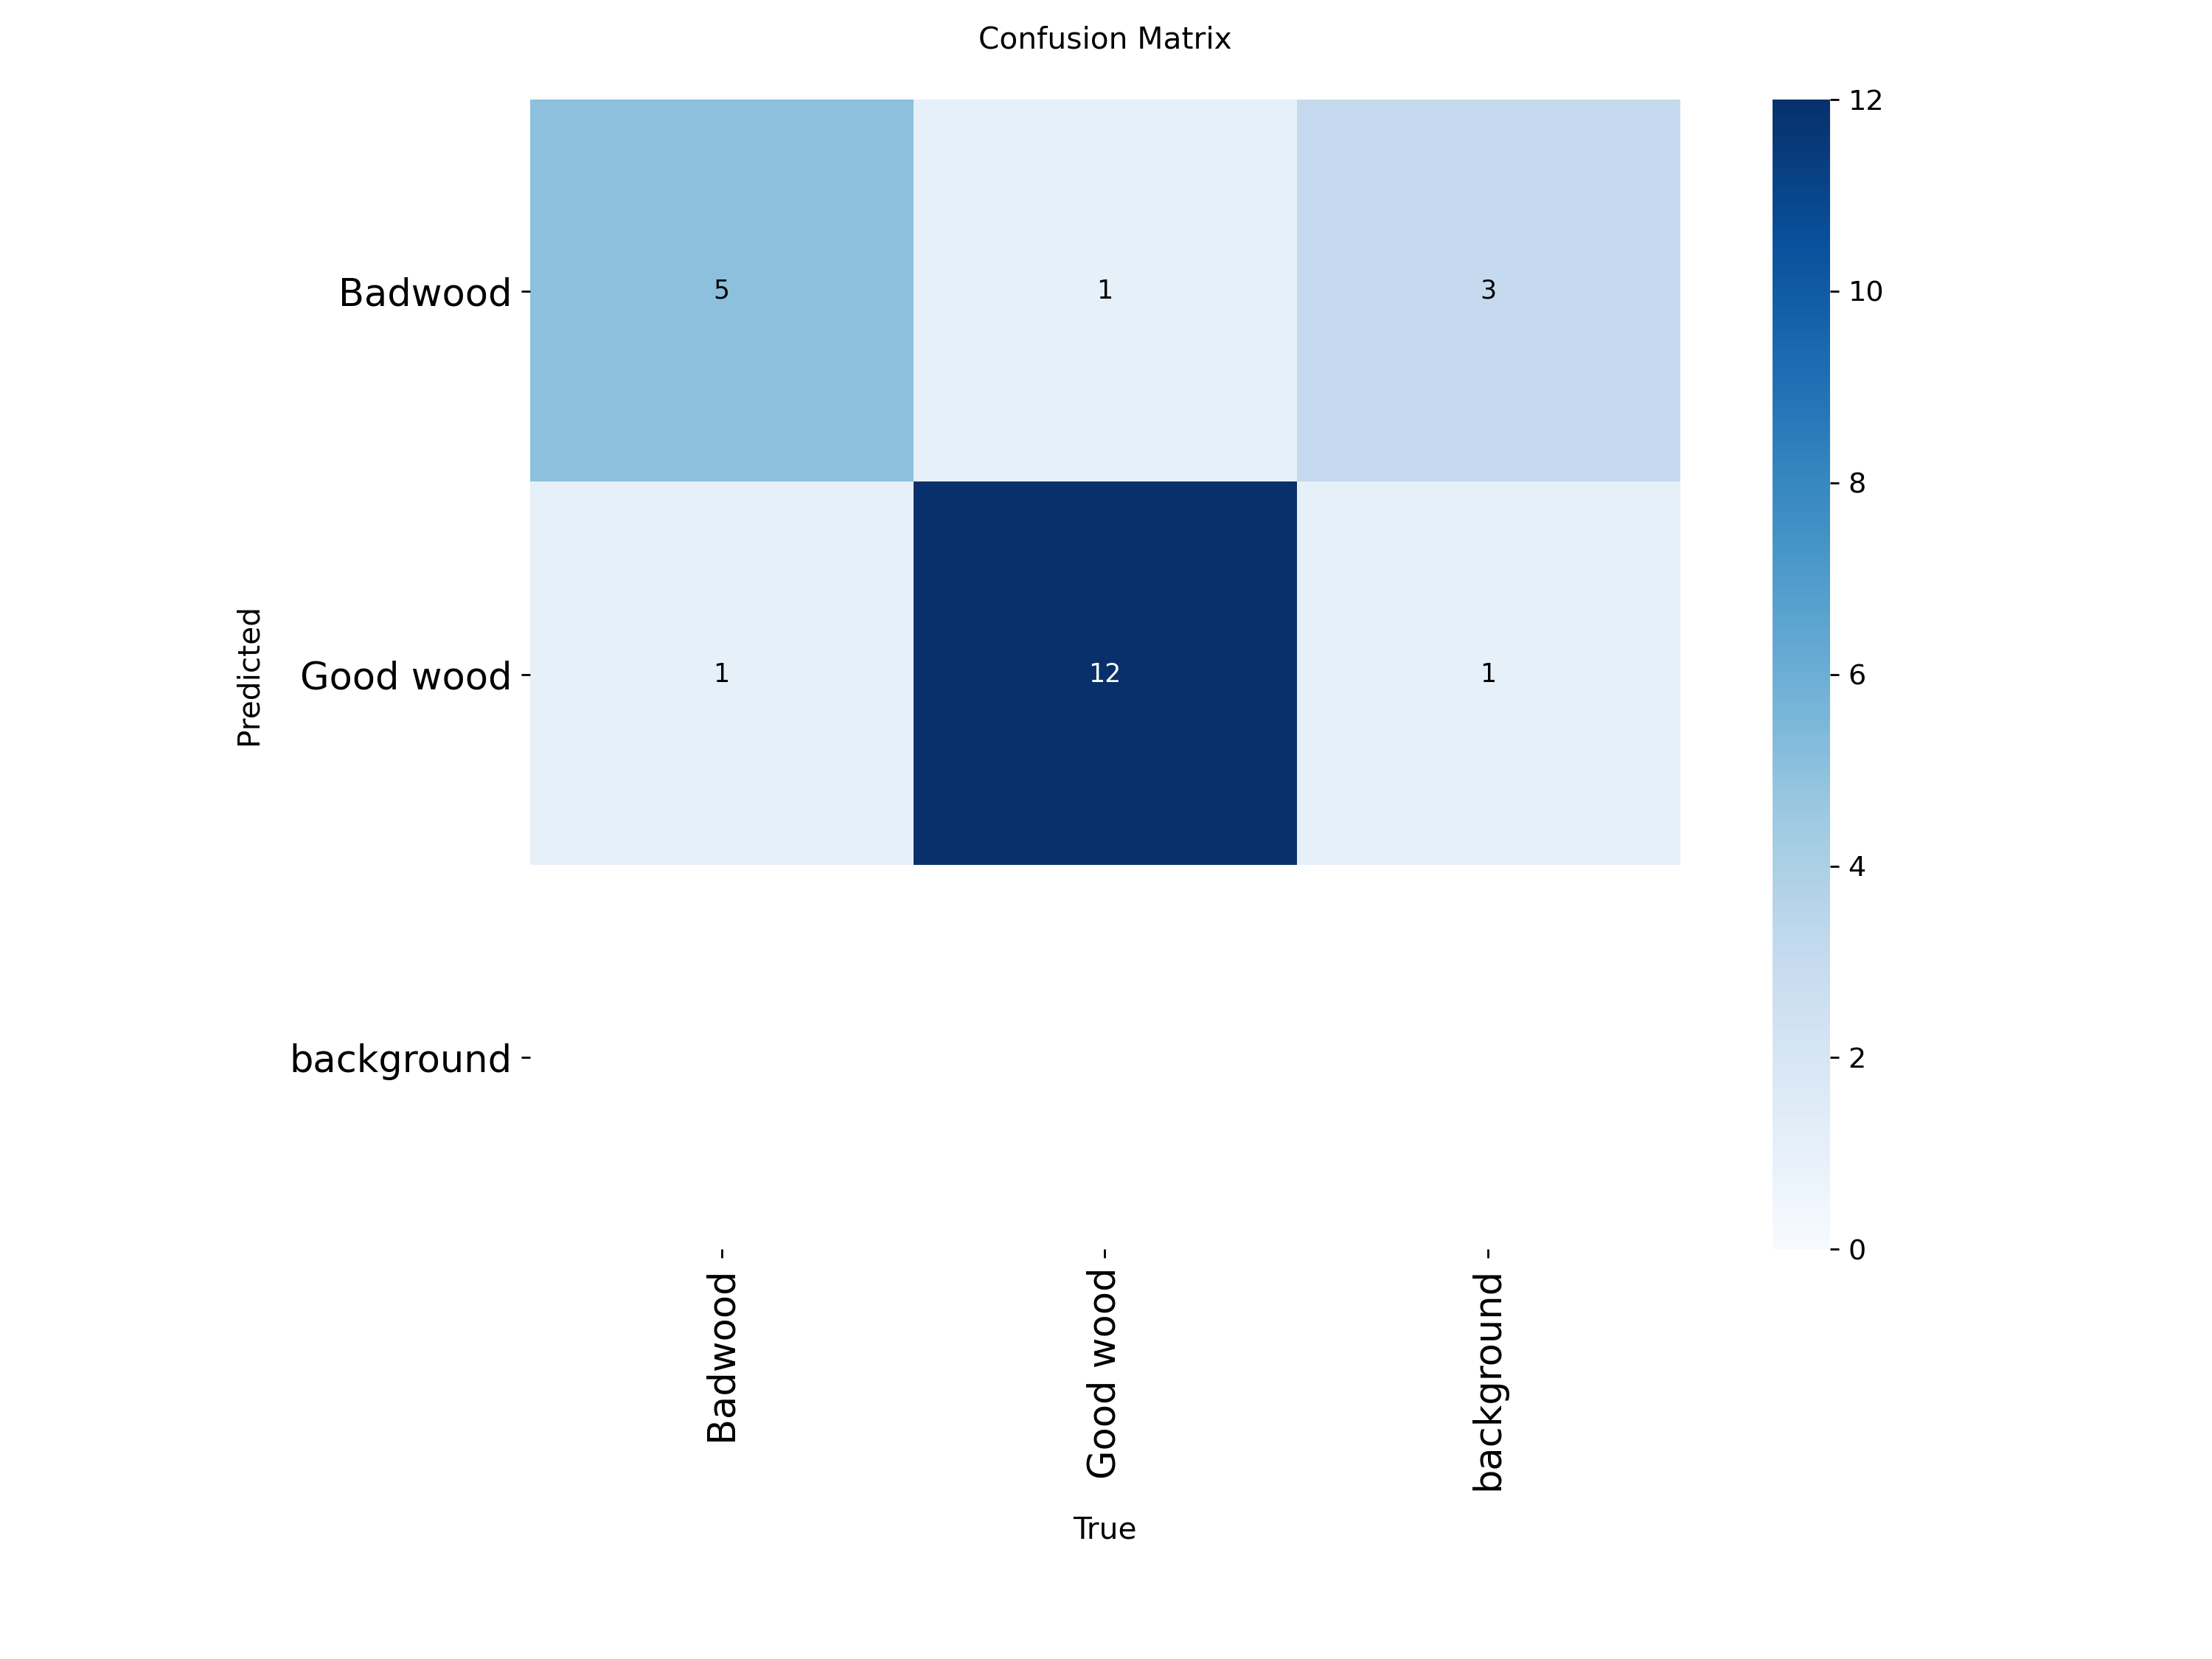 Confusion Matrix
Predicted
Badwood 5 1 3
Good wood 1 12 1
background
Badwood Good wood background
True
12
10
8
6
4
2
0